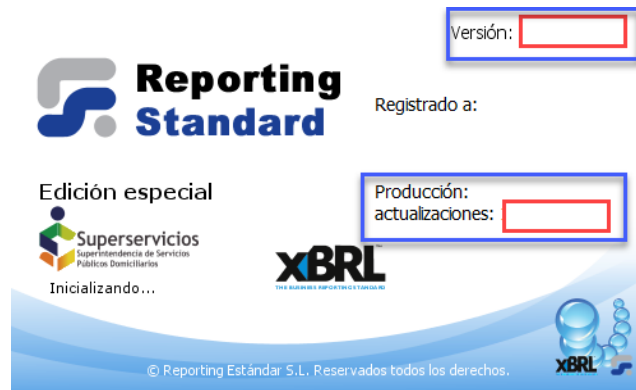 Versión:
Reporting
Standard
Registrado a:
Edición especial
Producción:
actualizaciones:
Superservicios
Superintendencia de Servicios
Públicos Domiciliarios
XBRL
THE BUSINESS REPORTING STANDARD
Inicializando...
XBRL
© Reporting Estándar S.L. Reservados todos los derechos.